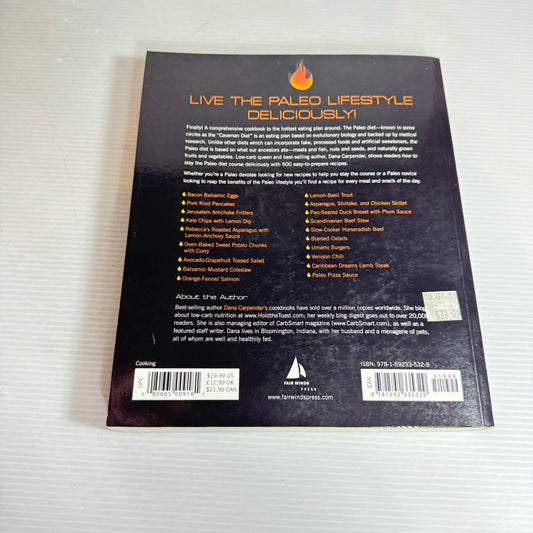 LIVE THE PALEO LIFESTYLE
DELICIOUSLY!
Finally! A comprehensive cookbook to the hottest eating plan around. The Paleo diet—known in some
circles as the "Caveman Diet" is an eating plan based on evolutionary biology and backed up by medical
research. Unlike other diets which can incorporate fake, processed foods and artificial sweeteners, the
Paleo diet is based on what our ancestors ate—meats and fish, nuts and seeds, and naturally grown
fruits and vegetables. Low-carb queen and best-selling author, Dana Carpender, shows readers how to
stay the Paleo diet course deliciously with 500 easy-to-prepare recipes.
Whether you're a Paleo devotee looking for new recipes to help you stay the course or a Paleo novice
looking to reap the benefits of the Paleo lifestyle you'll find a recipe for every meal and snack of the day.
Bacon Balsamic Eggs
Pork Rind Pancakes
Jerusalem Artichoke Fritters
Kale Chips with Lemon Dip
Rebecca's Roasted Asparagus with
Lemon-Anchovy Sauce
Oven-Baked Sweet Potato Chunks
with Curry
Avocado-Grapefruit Tossed Salad
Balsamic-Mustard Coleslaw
Orange-Fennel Salmon
Lemon-Basil Trout
Asparagus, Shiitake, and Chicken Skillet
Pan-Seared Duck Breast with Plum Sauce
Scandinavian Beef Stew
Slow-Cooker Horseradish Beef
Braised Oxtails
Umami Burgers
Venison Chili
Caribbean Dreams Lamb Steak
Paleo Pizza Sauce
About the Author
Best-selling author Dana Carpender's cookbooks have sold over a million copies worldwide. She blog
about low-carb nutrition at www.HoldtheToast.com; her weekly blog digest goes out to over 20,000
readers. She is also managing editor of CarbSmart magazine (www.CarbSmart.com), as well as a
featured staff writer. Dana lives in Bloomington, Indiana, with her husband and a menagerie of pets,
all of whom are well and healthily fed.
Cooking
ISBN: 978-1-59233-532-9
UPC
$19.99 US
£12.99 UK
$21.99 CAN
80665 00918
FAIR WINDS
PRESS
www.fairwindspress.com
EAN
51999
9 781592 335329